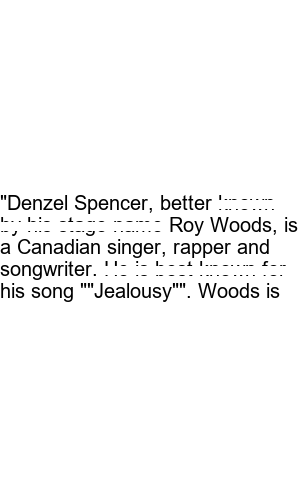 "Denzel Spencer, better known
by his stage name Roy Woods, is
a Canadian singer, rapper and
songwriter. He is best known for
his song ""Jealousy"". Woods is